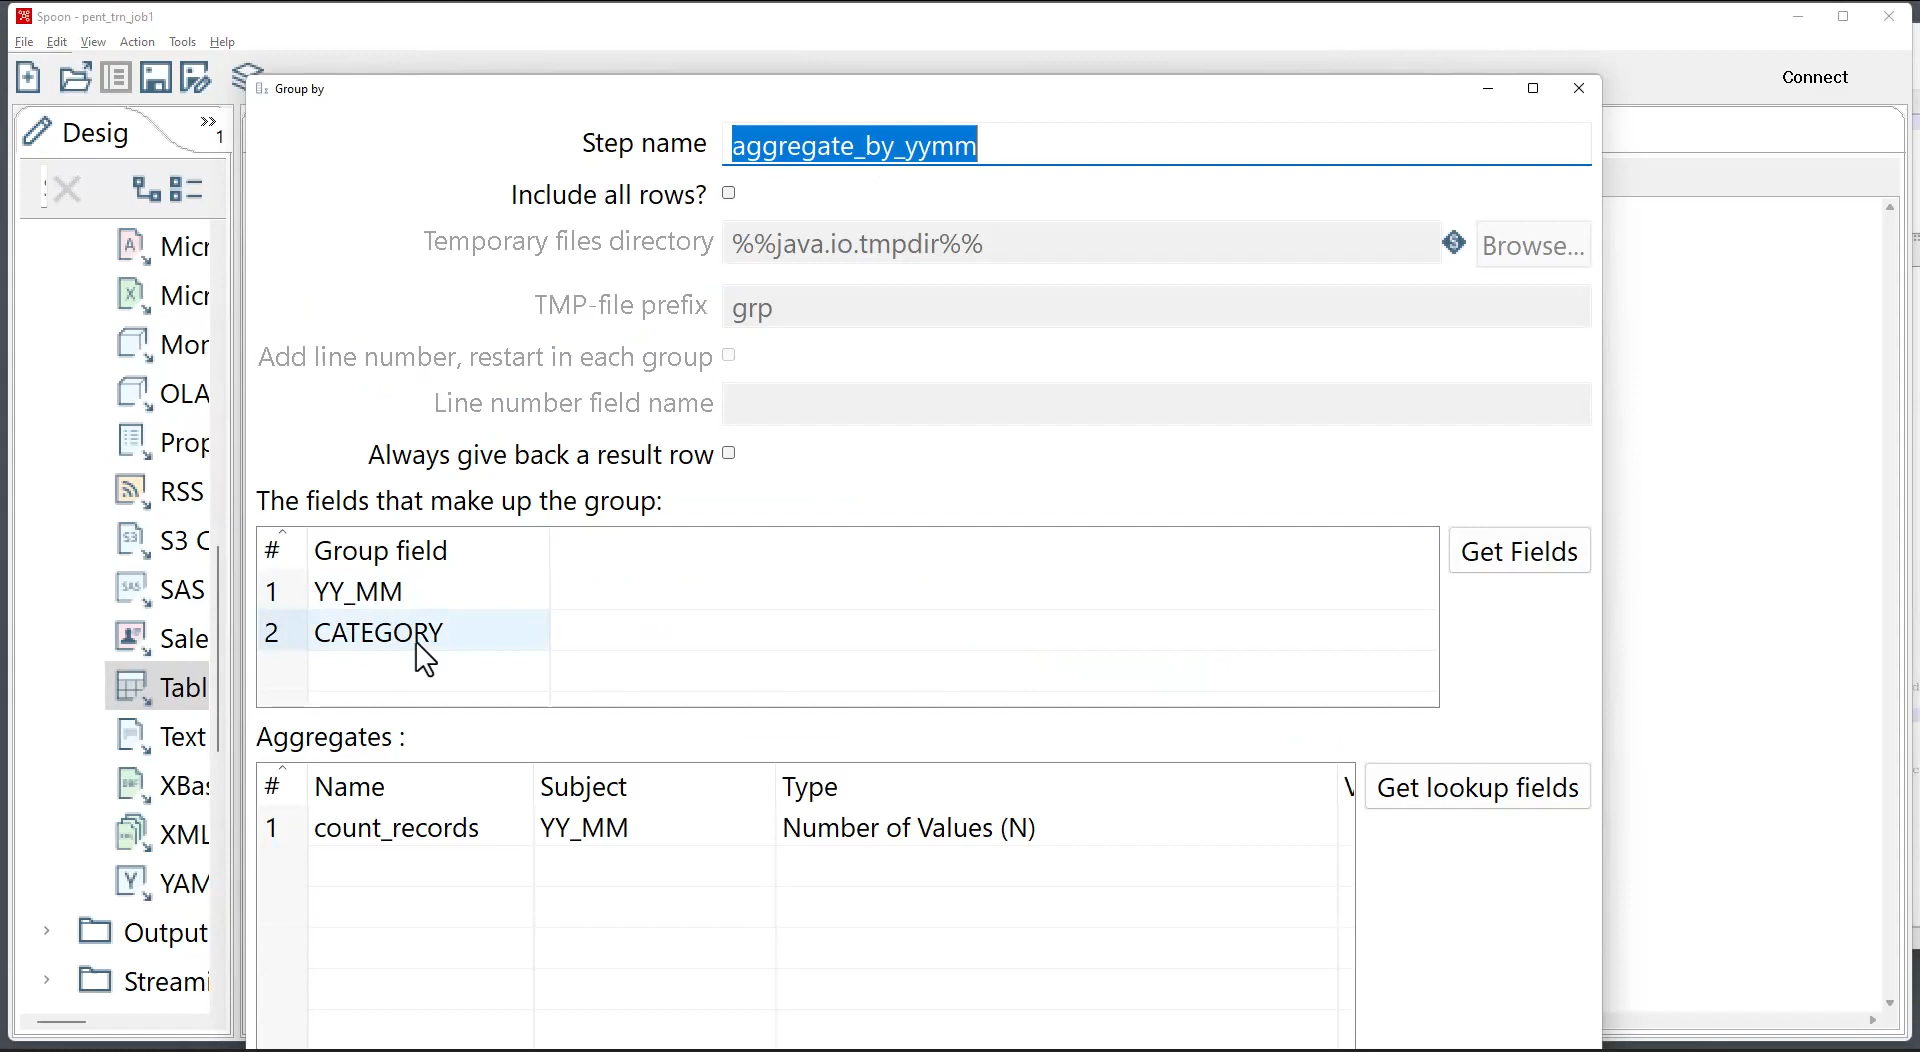 Spoon - pent_trn_job1
File Edit View Action Tools Help
Connect
Group by
Desig
1
Step name aggregate_by_yymm
Include all rows?
Temporary files directory %%java.io.tmpdir%% Browse...
TMP-file prefix grp
Add line number, restart in each group
Line number field name
Always give back a result row
The fields that make up the group:
# Group field
1 YY_MM
2 CATEGORY
Get Fields
Aggregates :
# Name Subject Type
1 count_records YY_MM Number of Values (N)
Get lookup fields
Micr
Micr
Mor
OLA
Prop
RSS
S3 C
SAS
Sale
Tabl
Text
XBas
XML
YAM
Output
Streami